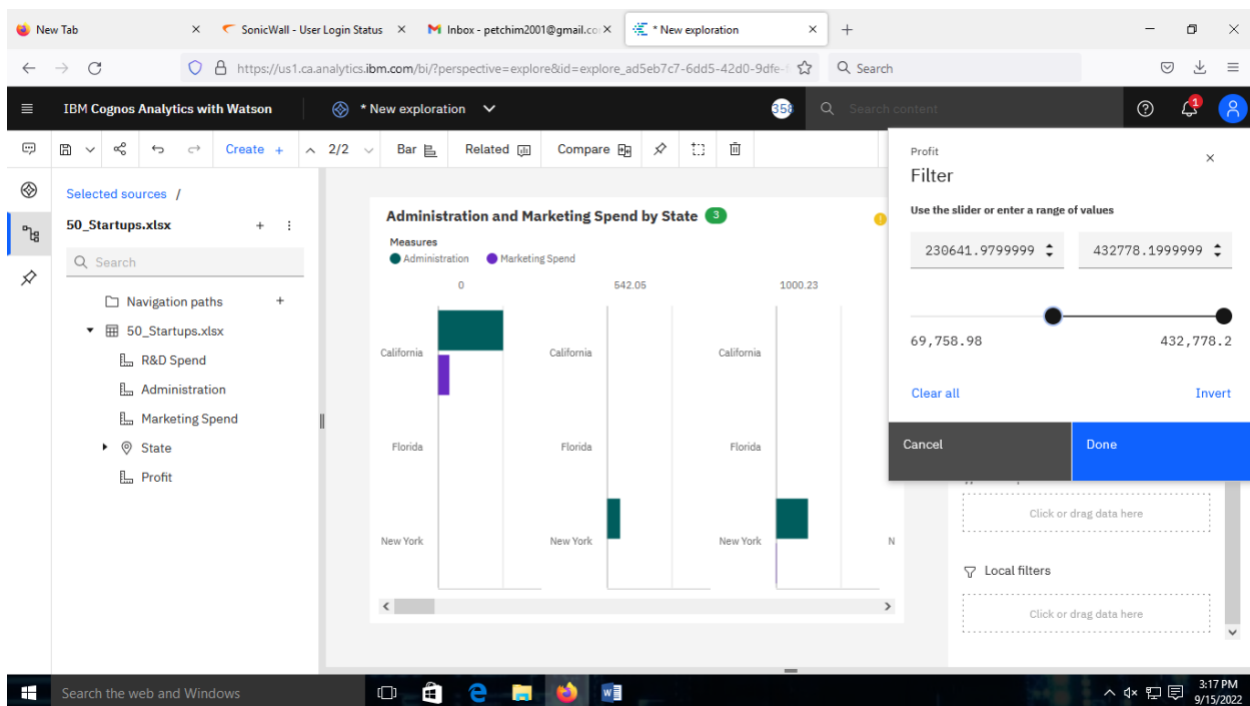 New Tab
SonicWall - User Login Status
Inbox - petchim2001@gmail.co
* New exploration
https://us1.ca.analytics.ibm.com/bi/?perspective=explore&id=explore_ad5eb7c7-6dd5-42d0-9dfe-
Search
IBM Cognos Analytics with Watson
* New exploration
358
Search content
1
Create +
2/2
Bar
Related
Compare
Selected sources /
50_Startups.xlsx
Search
Navigation paths
50_Startups.xlsx
R&D Spend
Administration
Marketing Spend
State
Profit
Administration and Marketing Spend by State 3
Measures
Administration Marketing Spend
0 542.05 1000.23
California California California
Florida Florida Florida
New York New York New York N
Profit
Filter
Use the slider or enter a range of values
230641.9799999 432778.1999999
69,758.98 432,778.2
Clear all Invert
Cancel Done
Click or drag data here
Local filters
Click or drag data here
Search the web and Windows
3:17 PM
9/15/2022